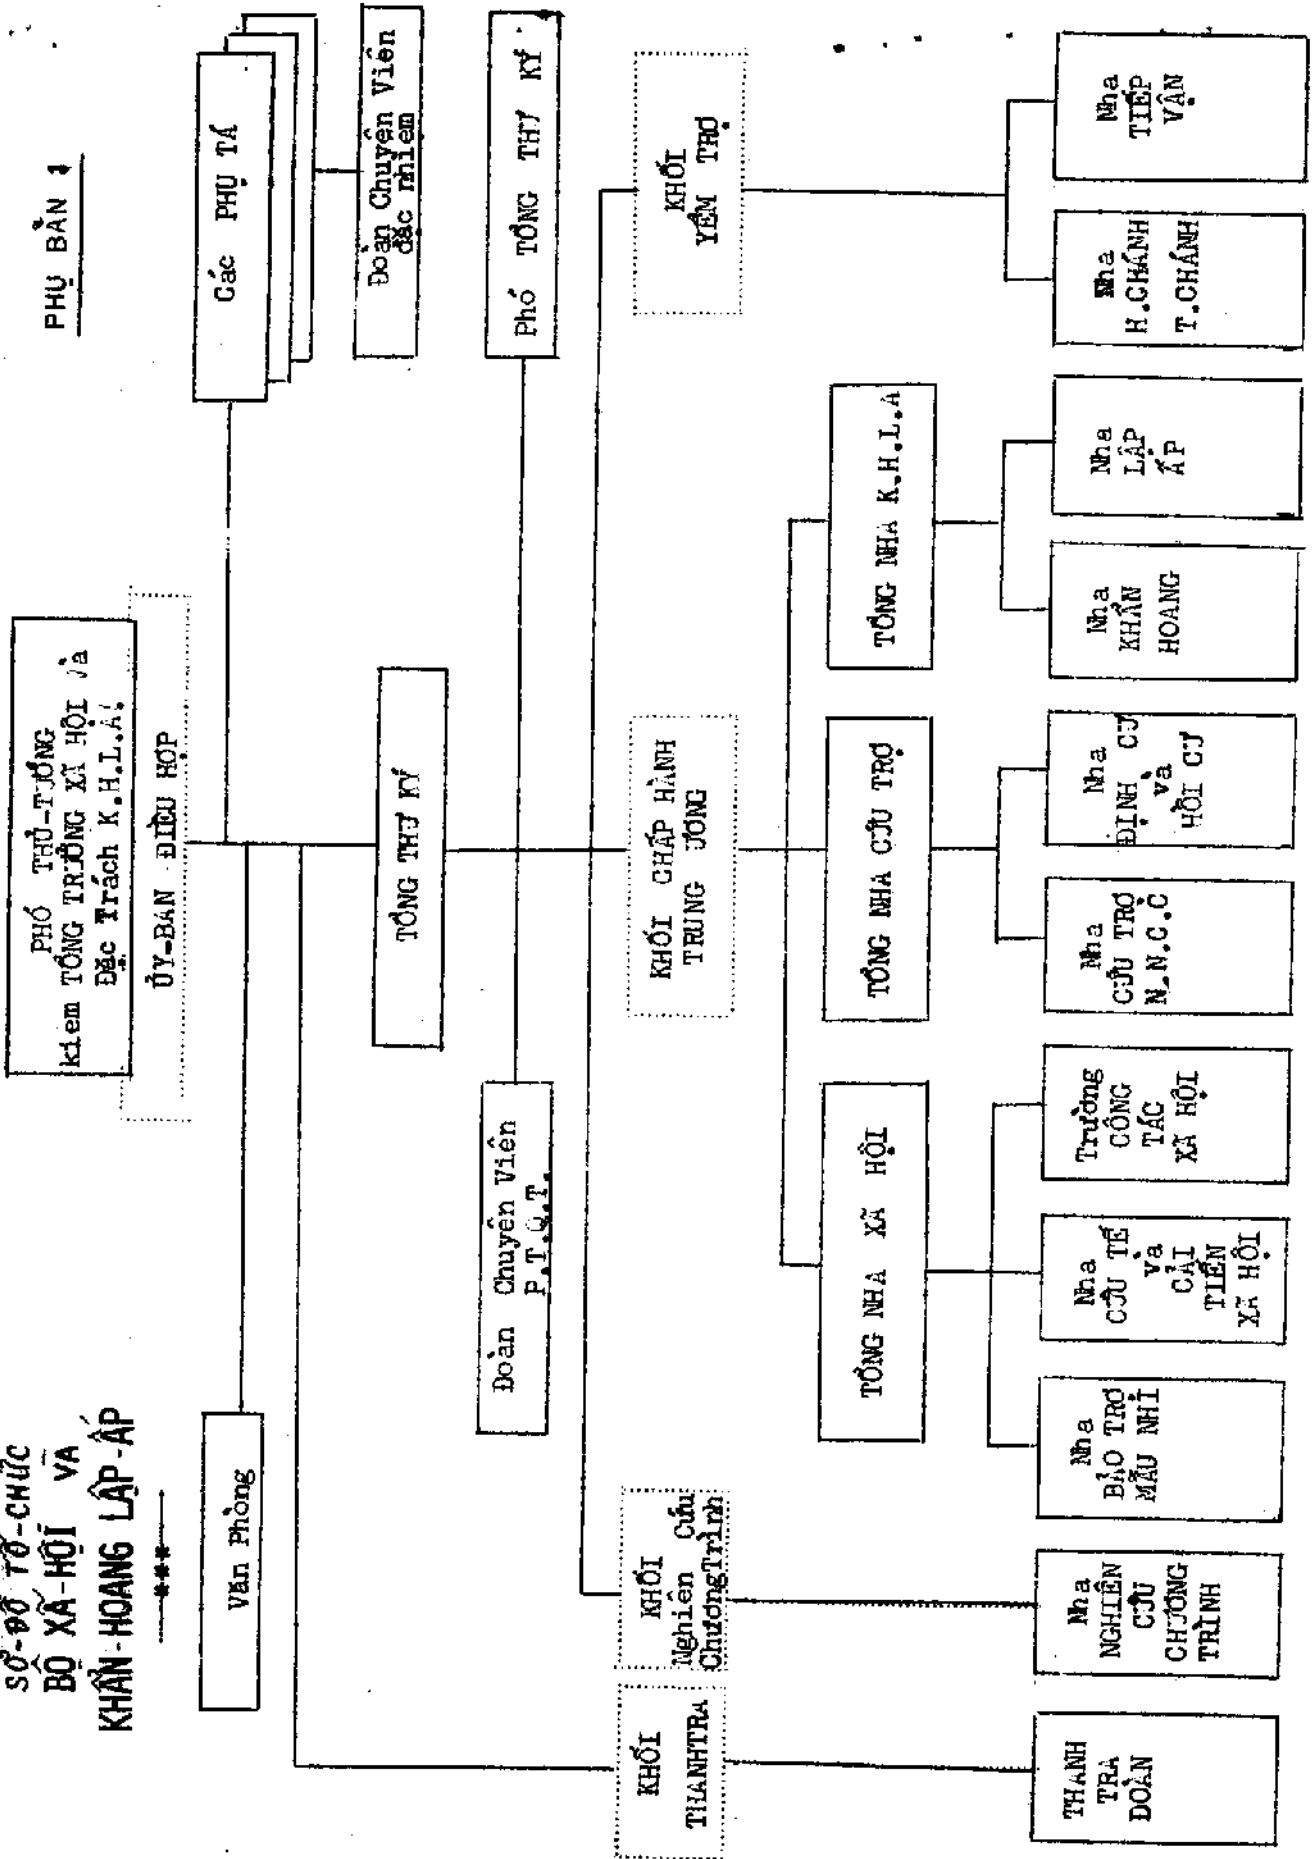 SƠ-ĐỒ TỔ-CHỨC
BỘ XÃ-HỘI VÀ
KHẨN-HOANG LẬP-ẤP
PHỤ BẢN 1
PHÓ THỦ-TƯỚNG
kiem TỔNG TRƯỞNG XÃ HỘI và
Đặc Trách K.H.L.A.
ỦY-BAN ĐIỀU HỢP
Văn Phòng
Các PHỤ TÁ
Đoàn Chuyên Viên
đặc nhiệm
TỔNG THƯ KÝ
Đoàn Chuyên Viên
P.T.Q.T.
Phó TỔNG THƯ KÝ
KHỐI
THANHTRA
KHỐI
Nghiên Cứu
ChươngTrình
KHỐI CHẤP HÀNH
TRUNG ƯƠNG
KHỐI
YỂM TRỢ
TỔNG NHA XÃ HỘI
TỔNG NHA CỨU TRỢ
TỔNG NHA K.H.L.A
THANH
TRA
ĐOÀN
Nha
NGHIÊN
CỨU
CHƯƠNG
TRÌNH
Nha
BẢO TRỢ
MẪU NHI
Nha
CỨU TẾ
và
CẢI
TIẾN
XÃ HỘI
Trường
CÔNG
TÁC
XÃ HỘI
Nha
CỨU TRỢ
N.N.C.C
Nha
ĐỊNH CƯ
và
HỒI CƯ
Nha
KHẨN
HOANG
Nha
LẬP
ẤP
Nha
H.CHÁNH
T.CHÁNH
Nha
TIẾP
VẬN